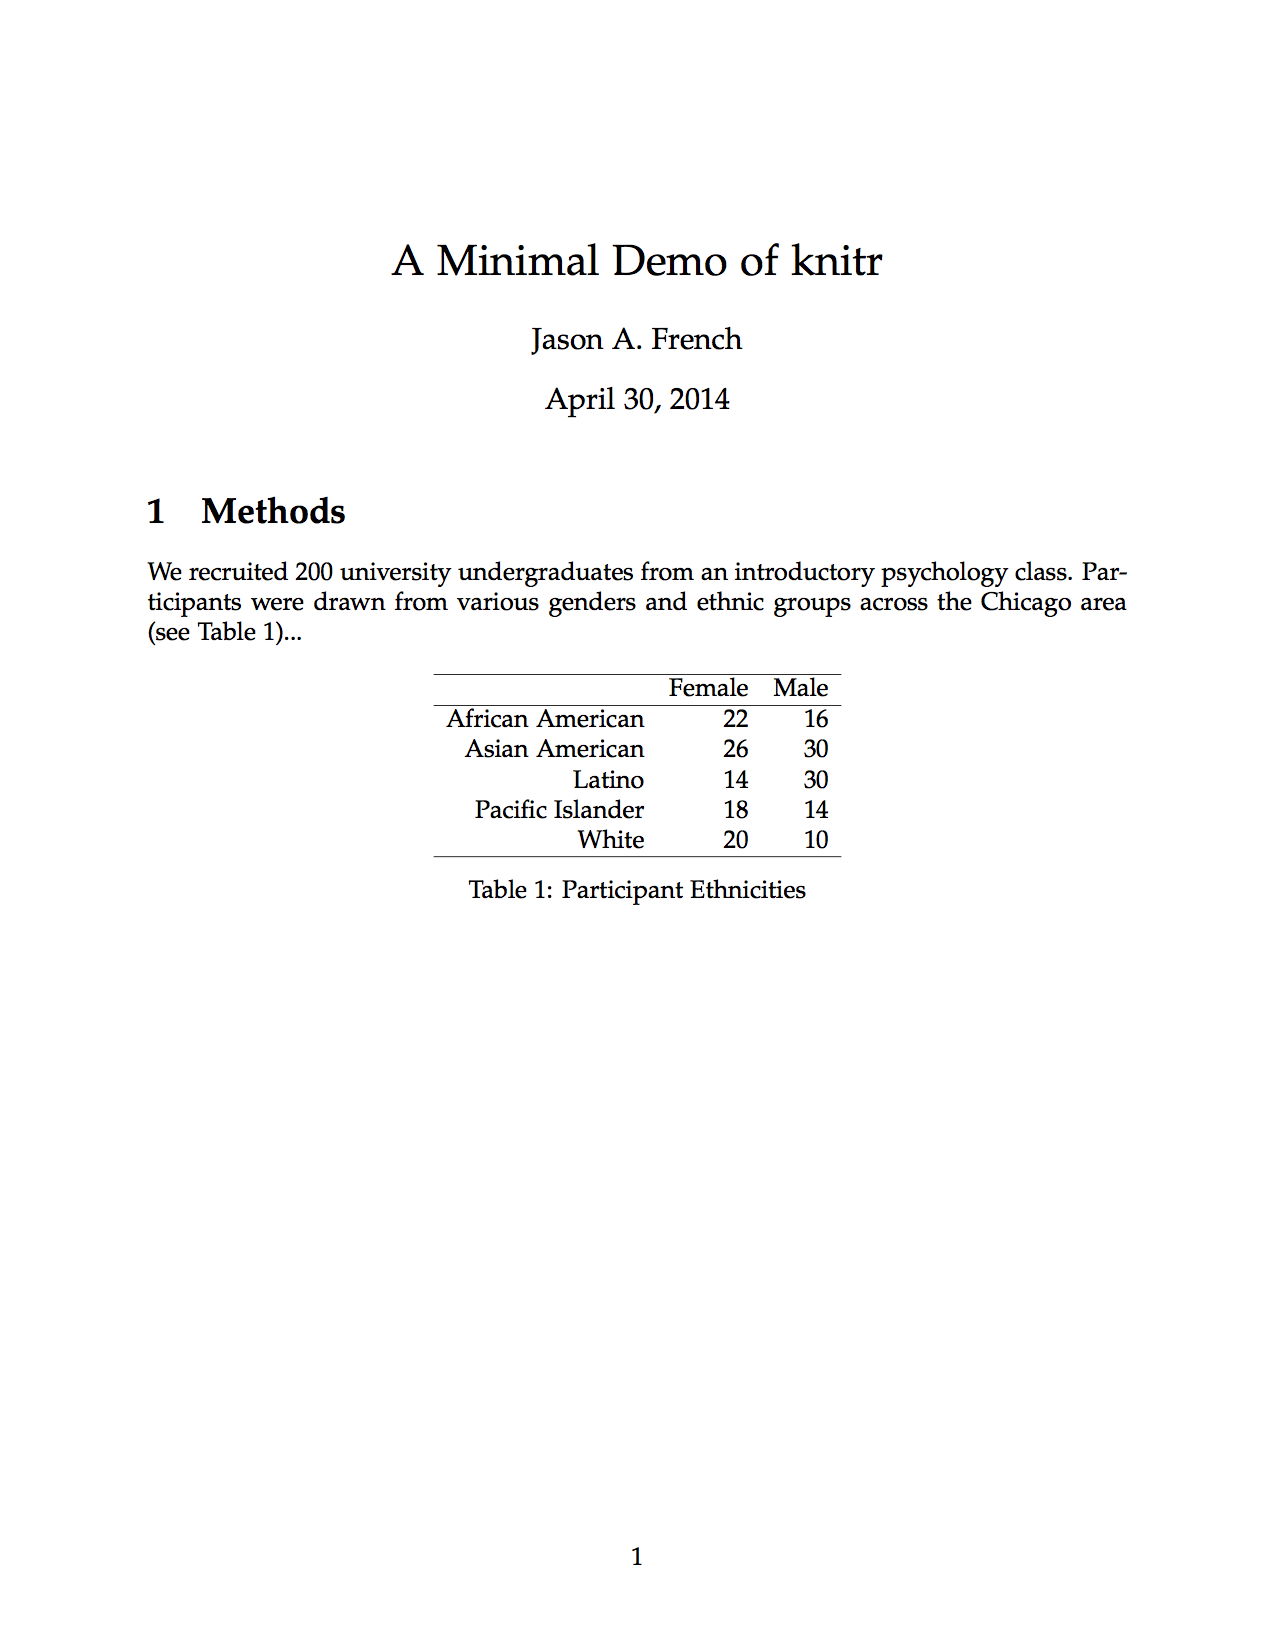 A Minimal Demo of knitr
Jason A. French
April 30, 2014
1 Methods
We recruited 200 university undergraduates from an introductory psychology class. Par-
ticipants were drawn from various genders and ethnic groups across the Chicago area
(see Table 1)...
Female Male
African American 22 16
Asian American 26 30
Latino 14 30
Pacific Islander 18 14
White 20 10
Table 1: Participant Ethnicities
1